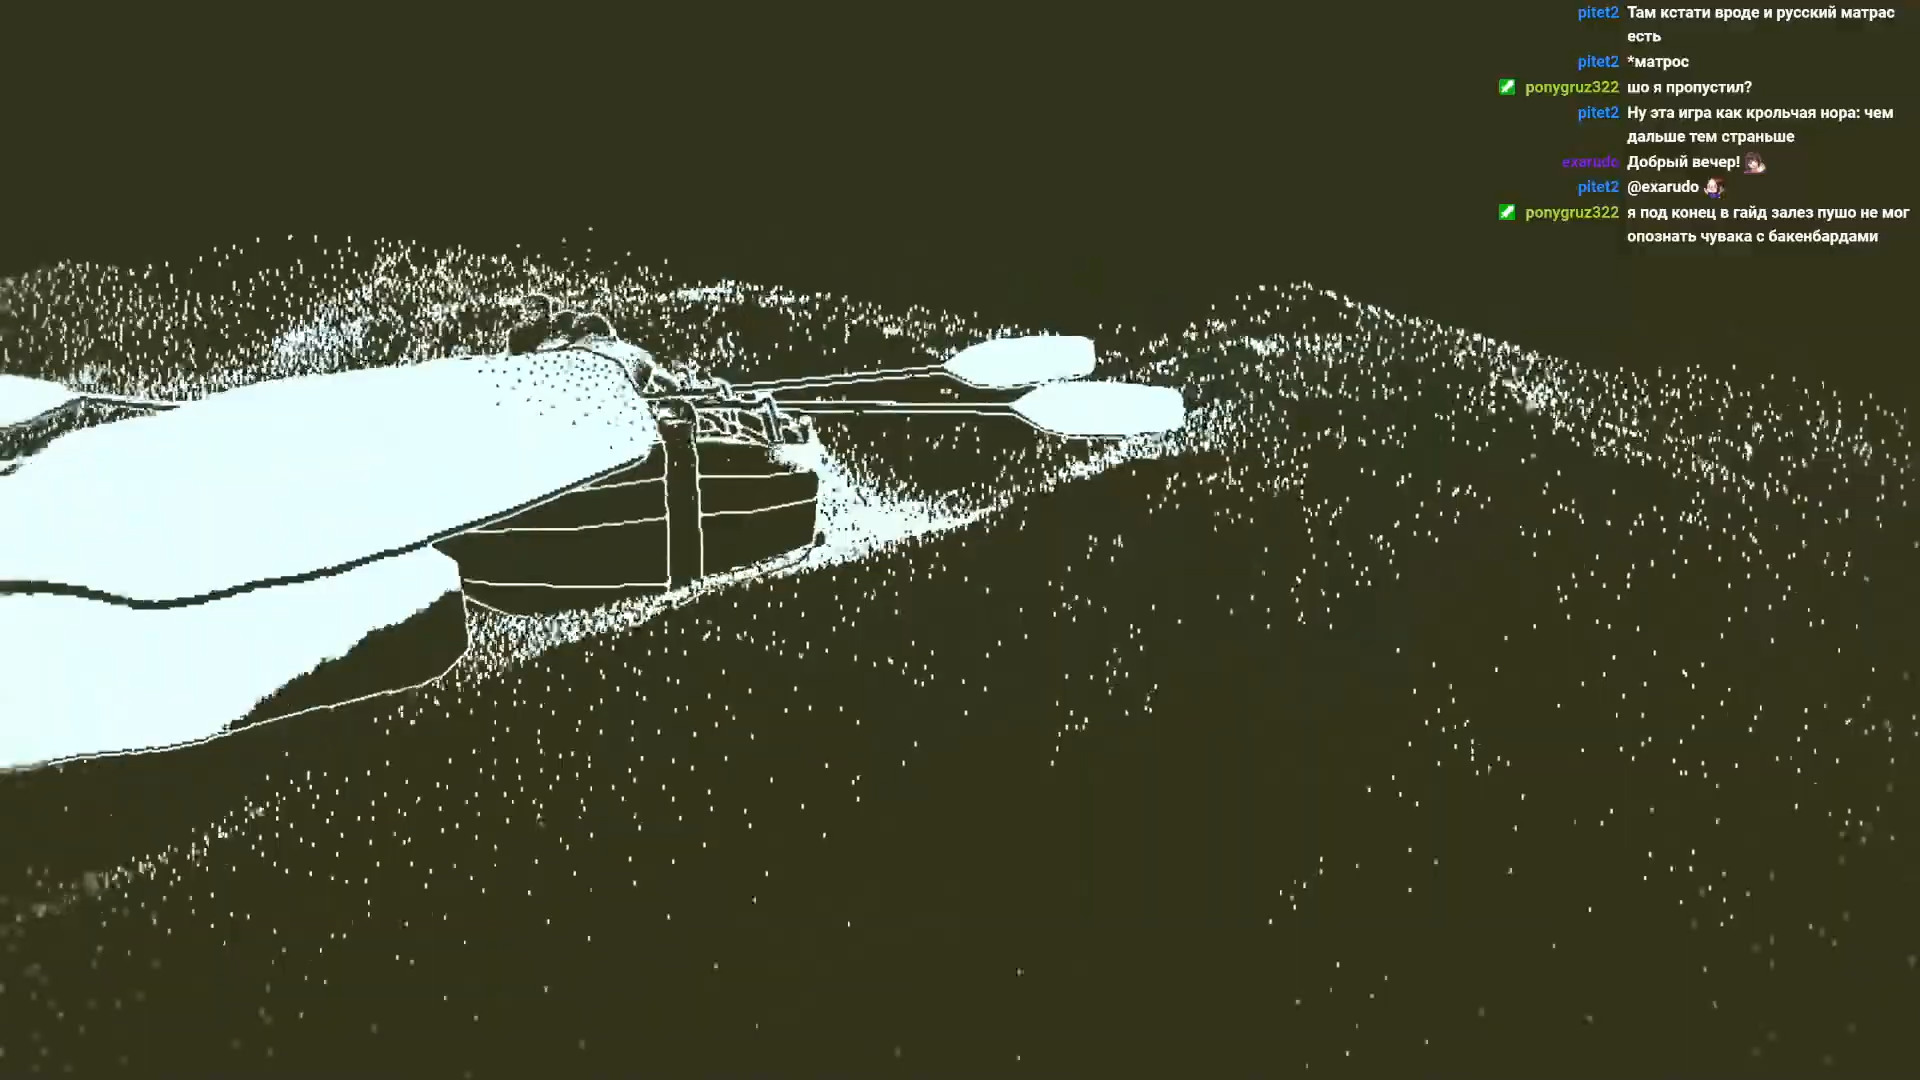 pitet2 Там кстати вроде и русский матрас
есть
pitet2 *матрос
ponygruz322 шо я пропустил?
pitet2 Ну эта игра как крольчая нора: чем
дальше тем страньше
exarudo Добрый вечер!
pitet2 @exarudo
ponygruz322 я под конец в гайд залез пушо не мог
опознать чувака с бакенбардами